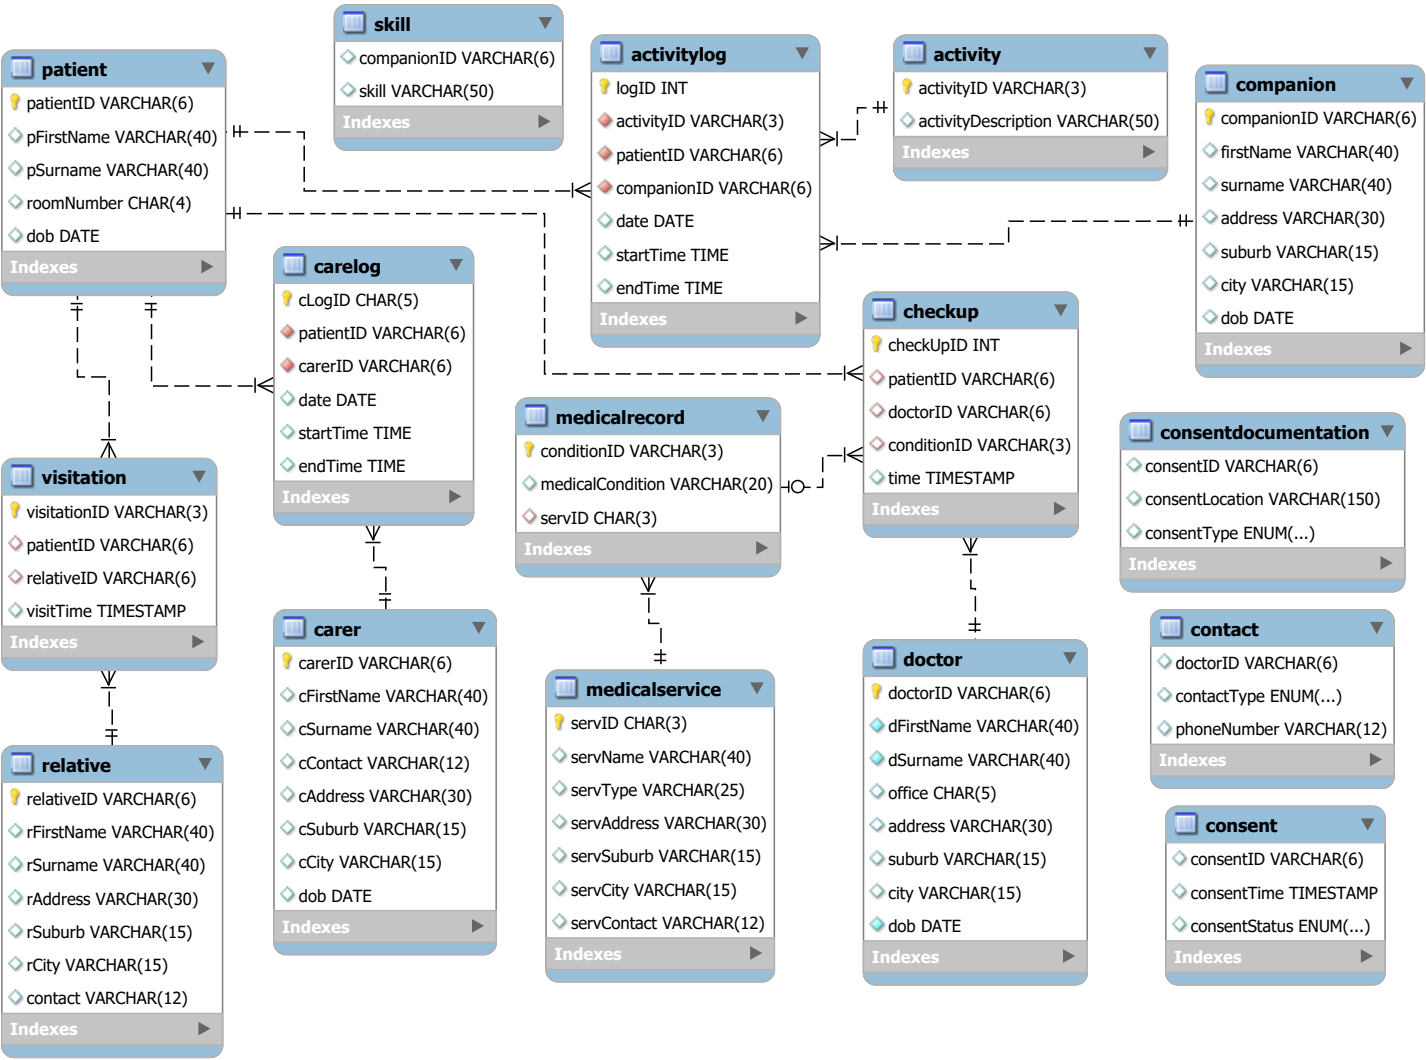 skill
companionID VARCHAR(6)
skill VARCHAR(50)
Indexes
patient
patientID VARCHAR(6)
pFirstName VARCHAR(40)
pSurname VARCHAR(40)
roomNumber CHAR(4)
dob DATE
Indexes
activitylog
logID INT
activityID VARCHAR(3)
patientID VARCHAR(6)
companionID VARCHAR(6)
date DATE
startTime TIME
endTime TIME
Indexes
activity
activityID VARCHAR(3)
activityDescription VARCHAR(50)
Indexes
companion
companionID VARCHAR(6)
firstName VARCHAR(40)
surname VARCHAR(40)
address VARCHAR(30)
suburb VARCHAR(15)
city VARCHAR(15)
dob DATE
Indexes
carelog
cLogID CHAR(5)
patientID VARCHAR(6)
carerID VARCHAR(6)
date DATE
startTime TIME
endTime TIME
Indexes
checkup
checkUpID INT
patientID VARCHAR(6)
doctorID VARCHAR(6)
conditionID VARCHAR(3)
time TIMESTAMP
Indexes
medicalrecord
conditionID VARCHAR(3)
medicalCondition VARCHAR(20)
servID CHAR(3)
Indexes
consentdocumentation
consentID VARCHAR(6)
consentLocation VARCHAR(150)
consentType ENUM(...)
Indexes
visitation
visitationID VARCHAR(3)
patientID VARCHAR(6)
relativeID VARCHAR(6)
visitTime TIMESTAMP
Indexes
carer
carerID VARCHAR(6)
cFirstName VARCHAR(40)
cSurname VARCHAR(40)
cContact VARCHAR(12)
cAddress VARCHAR(30)
cSuburb VARCHAR(15)
cCity VARCHAR(15)
dob DATE
Indexes
medicalservice
servID CHAR(3)
servName VARCHAR(40)
servType VARCHAR(25)
servAddress VARCHAR(30)
servSuburb VARCHAR(15)
servCity VARCHAR(15)
servContact VARCHAR(12)
Indexes
doctor
doctorID VARCHAR(6)
dFirstName VARCHAR(40)
dSurname VARCHAR(40)
office CHAR(5)
address VARCHAR(30)
suburb VARCHAR(15)
city VARCHAR(15)
dob DATE
Indexes
contact
doctorID VARCHAR(6)
contactType ENUM(...)
phoneNumber VARCHAR(12)
Indexes
relative
relativeID VARCHAR(6)
rFirstName VARCHAR(40)
rSurname VARCHAR(40)
rAddress VARCHAR(30)
rSuburb VARCHAR(15)
rCity VARCHAR(15)
contact VARCHAR(12)
Indexes
consent
consentID VARCHAR(6)
consentTime TIMESTAMP
consentStatus ENUM(...)
Indexes